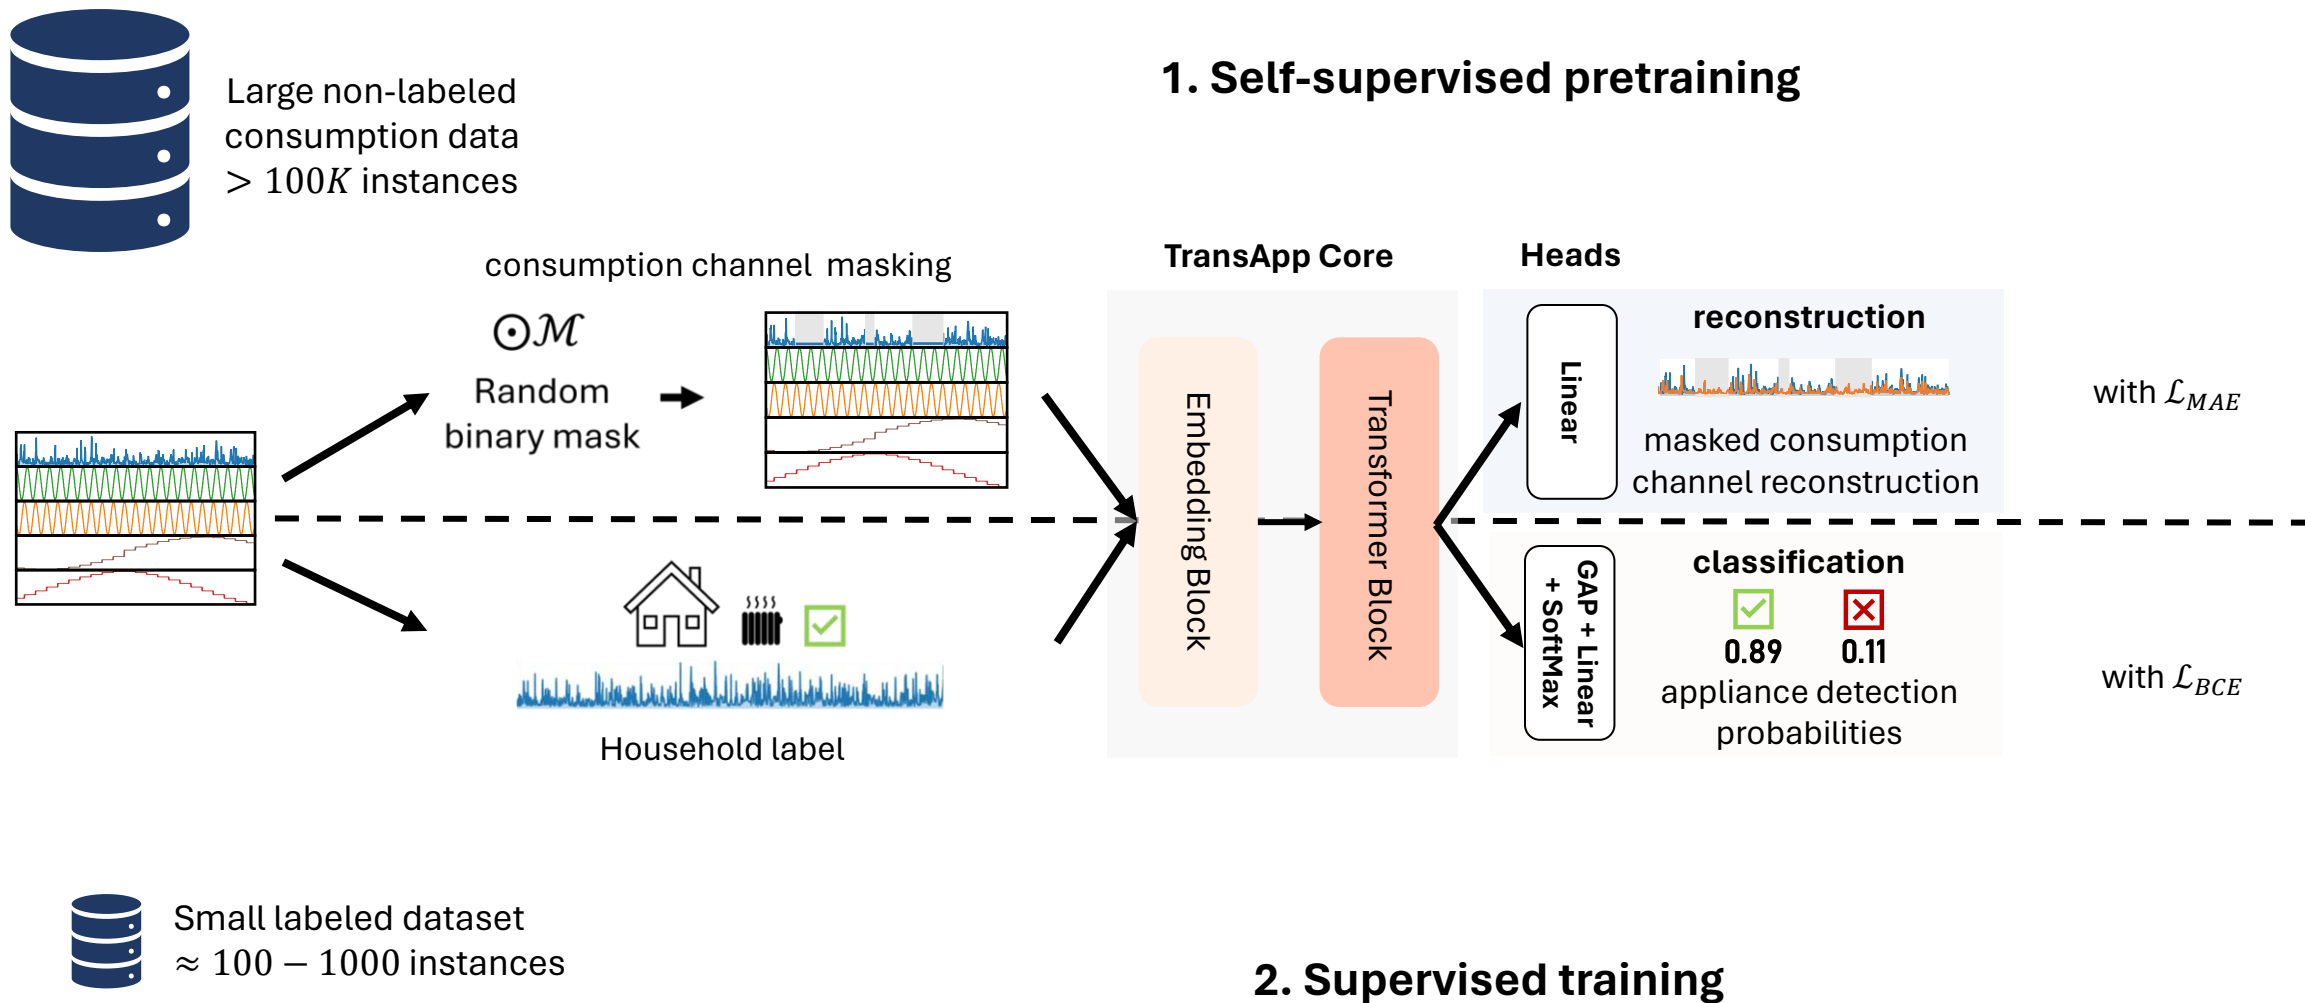 1. Self-supervised pretraining
Large non-labeled
consumption data
> 100K instances
consumption channel masking
⊙ℳ
Random
binary mask
TransApp Core
Heads
Embedding Block
Transformer Block
Linear
reconstruction
masked consumption
channel reconstruction
with ℒ_MAE
Household label
GAP + Linear
+ SoftMax
classification
0.89 0.11
appliance detection
probabilities
with ℒ_BCE
Small labeled dataset
≈ 100 − 1000 instances
2. Supervised training